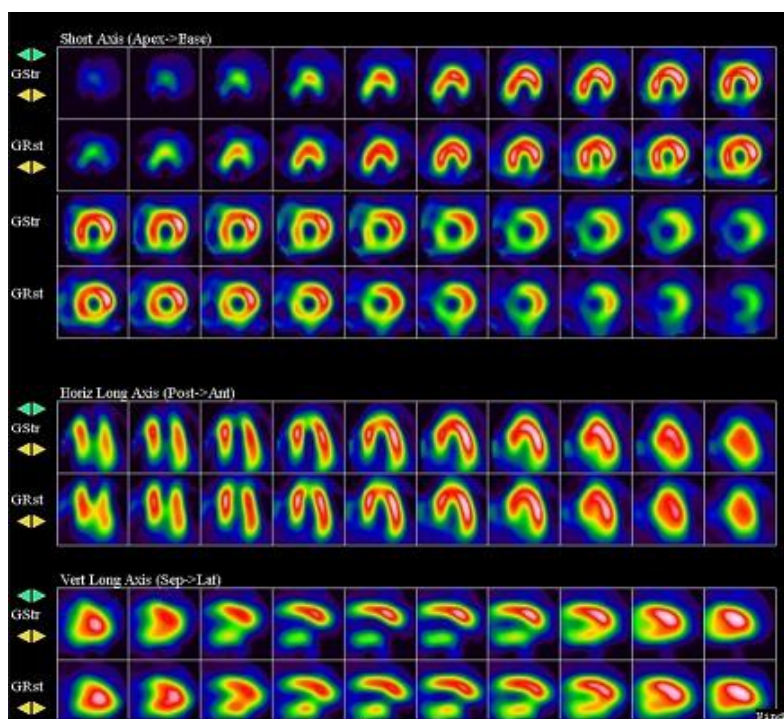 Short Axis (Apex->Base)
GStr
GRst
GStr
GRst
Horiz Long Axis (Post->Ant)
GStr
GRst
Vert Long Axis (Sep->Lat)
GStr
GRst